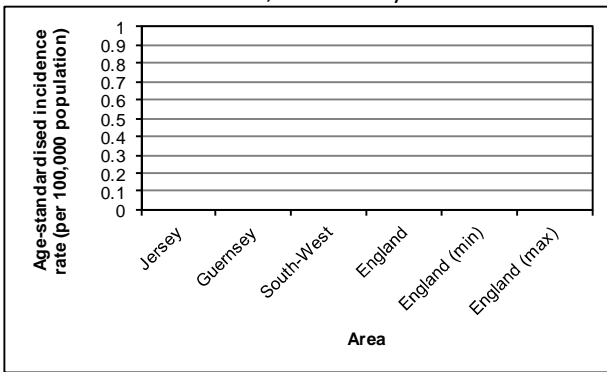 Age-standardised incidence
rate (per 100,000 population)
1
0.9
0.8
0.7
0.6
0.5
0.4
0.3
0.2
0.1
0
Jersey
Guernsey
South-West
England
England (min)
England (max)
Area